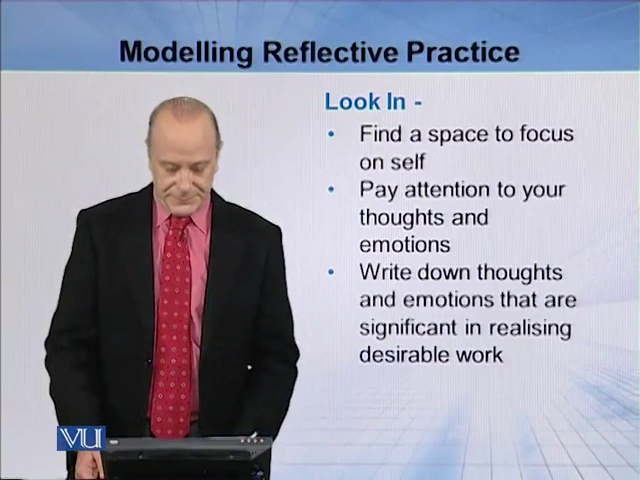 Modelling Reflective Practice
Look In -
• Find a space to focus
on self
• Pay attention to your
thoughts and
emotions
• Write down thoughts
and emotions that are
significant in realising
desirable work
VU